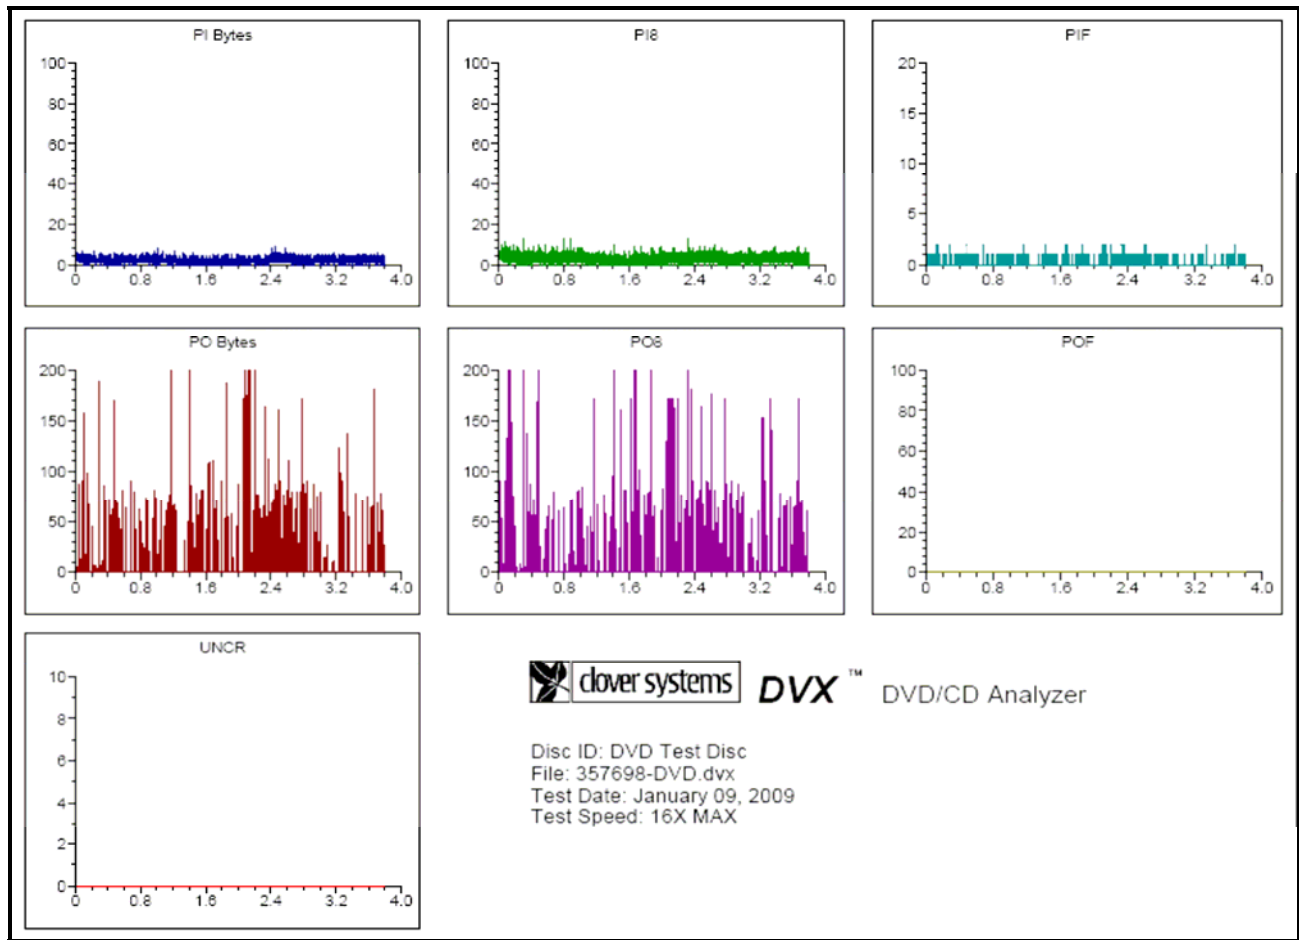 PI Bytes
100
80
60
40
20
0
0 0.8 1.6 2.4 3.2 4.0
PI8
100
80
60
40
20
0
0 0.8 1.6 2.4 3.2 4.0
PIF
20
15
10
5
0
0 0.8 1.6 2.4 3.2 4.0
PO Bytes
200
150
100
50
0
0 0.8 1.6 2.4 3.2 4.0
PO8
200
150
100
50
0
0 0.8 1.6 2.4 3.2 4.0
POF
100
80
60
40
20
0
0 0.8 1.6 2.4 3.2 4.0
UNCR
10
8
6
4
2
0
0 0.8 1.6 2.4 3.2 4.0
clover systems DVX™ DVD/CD Analyzer
Disc ID: DVD Test Disc
File: 357698-DVD.dvx
Test Date: January 09, 2009
Test Speed: 16X MAX